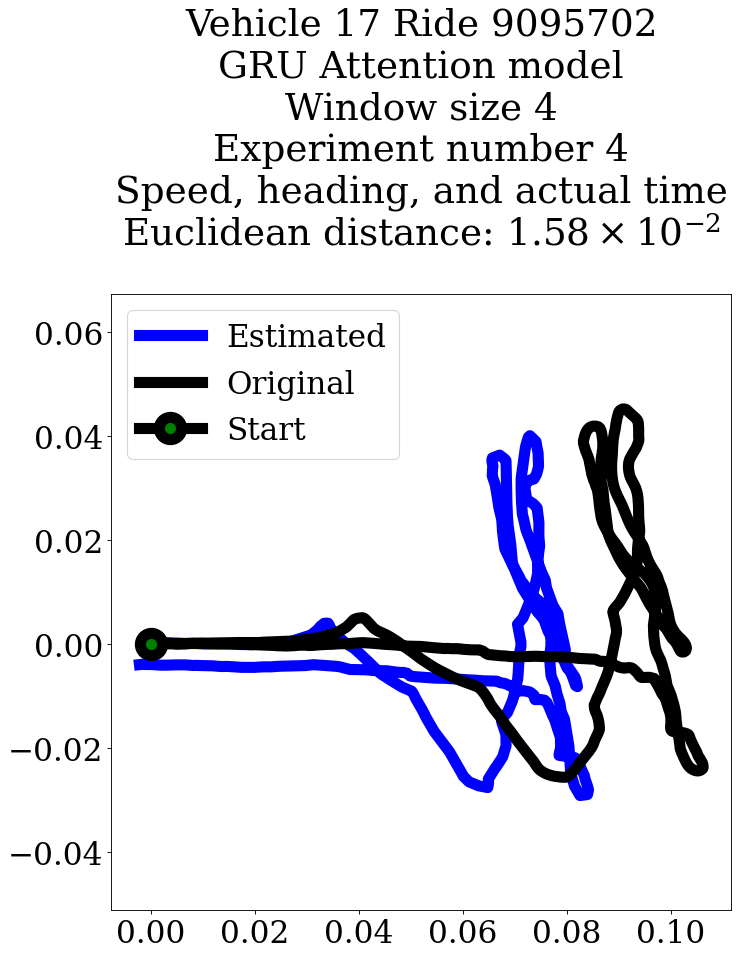 Vehicle 17 Ride 9095702
GRU Attention model
Window size 4
Experiment number 4
Speed, heading, and actual time
Euclidean distance: 1.58 × 10⁻²
Estimated
Original
Start
0.06
0.04
0.02
0.00
−0.02
−0.04
0.00 0.02 0.04 0.06 0.08 0.10